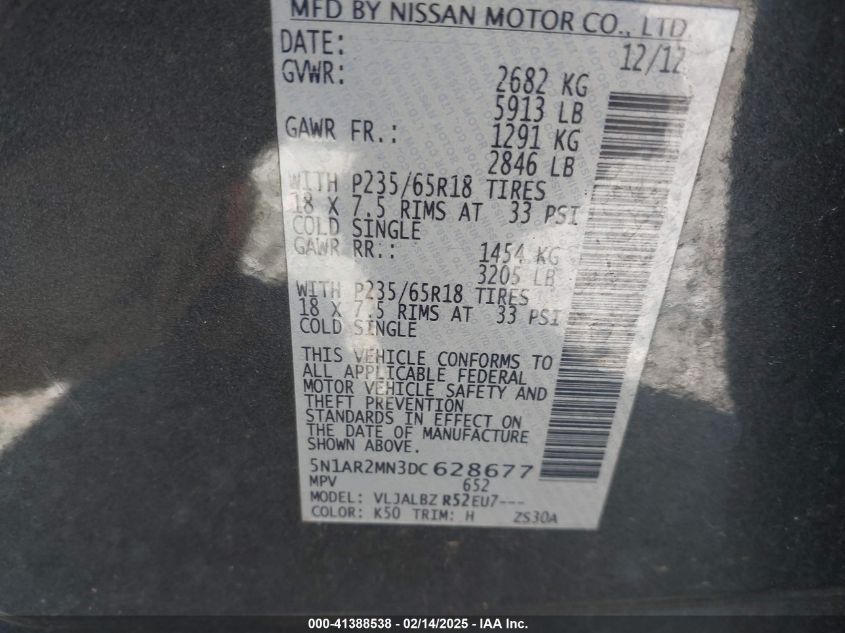 MFD BY NISSAN MOTOR CO., LTD.
DATE: 12/12
GVWR: 2682 KG
5913 LB
GAWR FR.: 1291 KG
2846 LB
WITH P235/65R18 TIRES
18 X 7.5 RIMS AT 33 PSI
COLD SINGLE
GAWR RR.: 1454 KG
3205 LB
WITH P235/65R18 TIRES
18 X 7.5 RIMS AT 33 PSI
COLD SINGLE
THIS VEHICLE CONFORMS TO
ALL APPLICABLE FEDERAL
MOTOR VEHICLE SAFETY AND
THEFT PREVENTION
STANDARDS IN EFFECT ON
THE DATE OF MANUFACTURE
SHOWN ABOVE.
5N1AR2MN3DC628677
MPV 652
MODEL: VLJALBZ R52EU7---
COLOR: K50 TRIM: H ZS30A
000-41388538 - 02/14/2025 - IAA Inc.